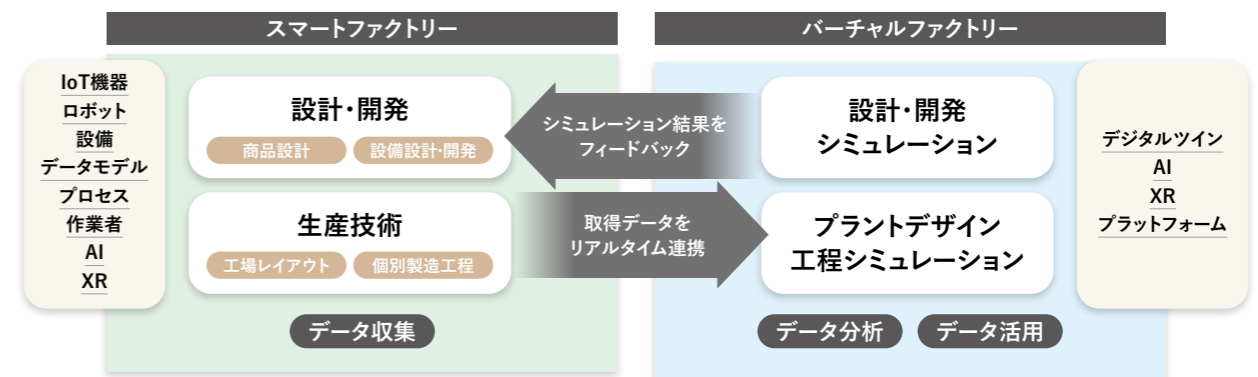 スマートファクトリー
IoT機器
ロボット
設備
データモデル
プロセス
作業者
AI
XR
設計・開発
商品設計
設備設計・開発
生産技術
工場レイアウト
個別製造工程
データ収集
シミュレーション結果を
フィードバック
取得データを
リアルタイム連携
バーチャルファクトリー
設計・開発
シミュレーション
プラントデザイン
工程シミュレーション
データ分析
データ活用
デジタルツイン
AI
XR
プラットフォーム